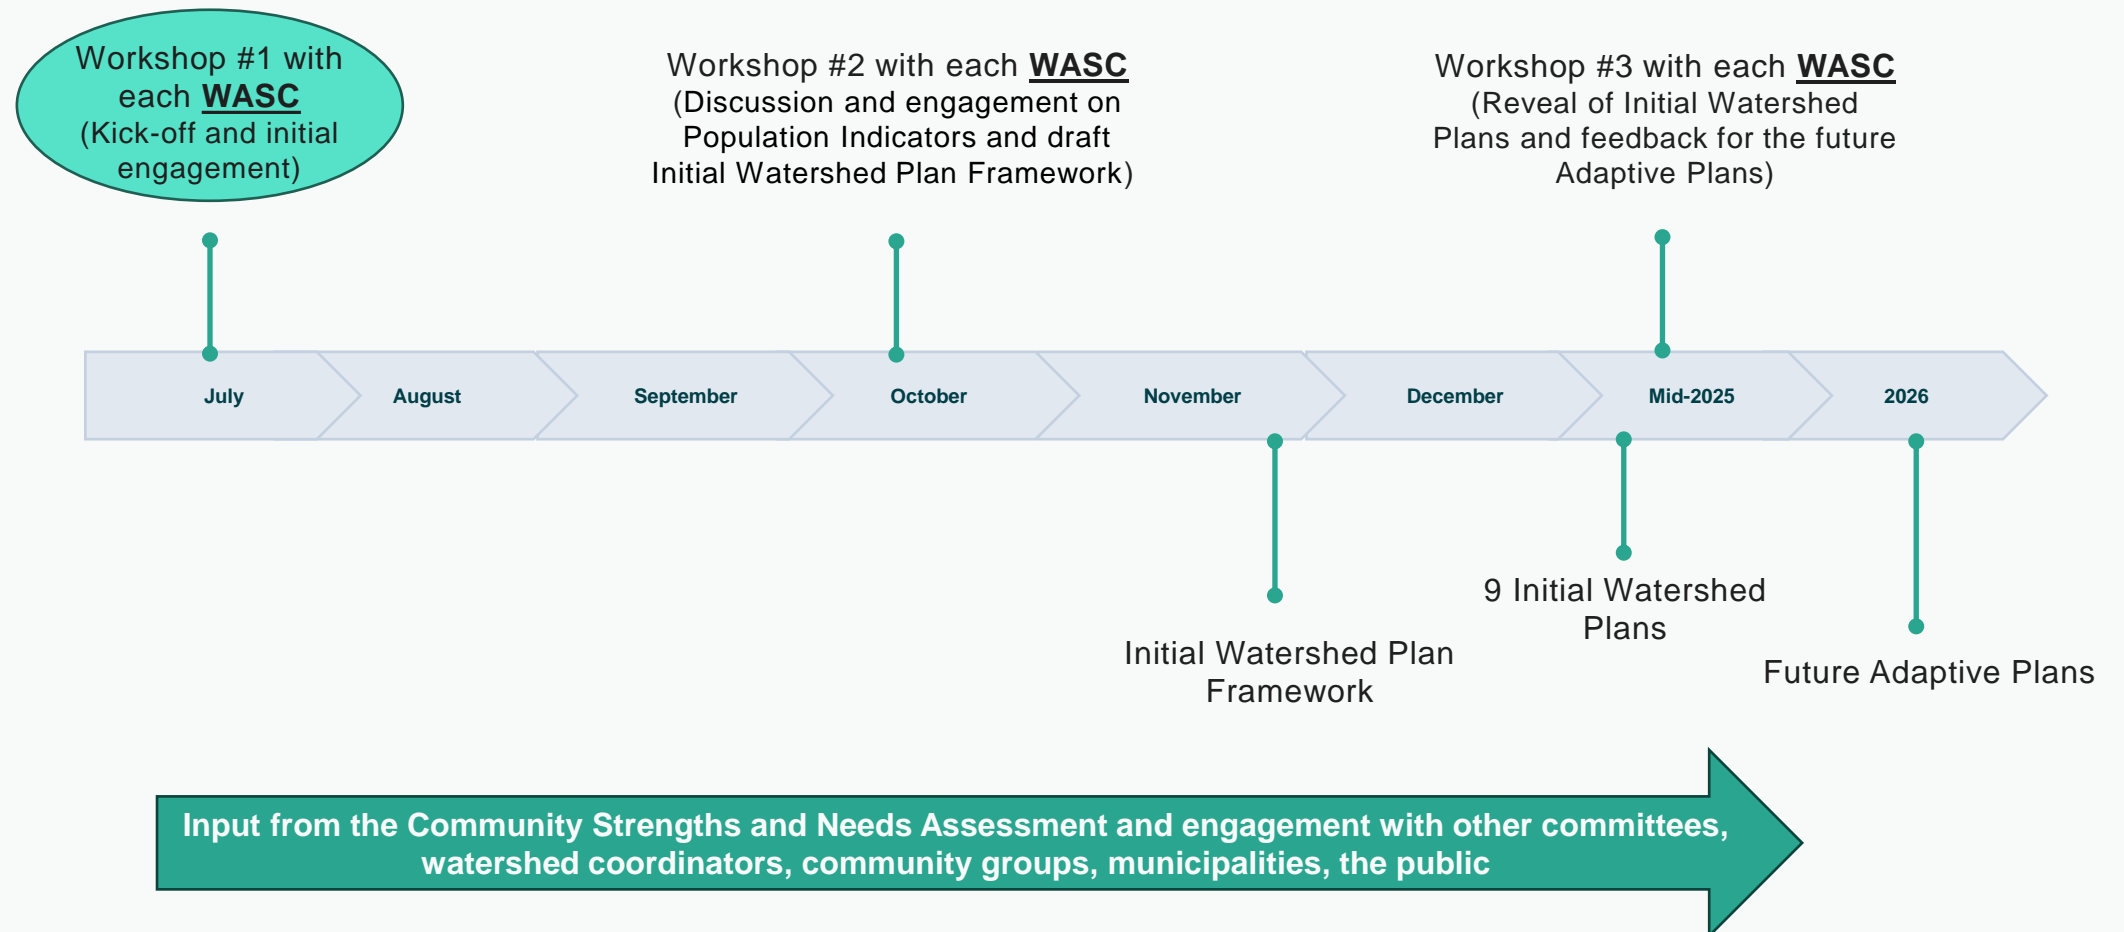 Workshop #1 with
each WASC
(Kick-off and initial
engagement)
Workshop #2 with each WASC
(Discussion and engagement on
Population Indicators and draft
Initial Watershed Plan Framework)
Workshop #3 with each WASC
(Reveal of Initial Watershed
Plans and feedback for the future
Adaptive Plans)
July
August
September
October
November
December
Mid-2025
2026
Initial Watershed Plan
Framework
9 Initial Watershed
Plans
Future Adaptive Plans
Input from the Community Strengths and Needs Assessment and engagement with other committees,
watershed coordinators, community groups, municipalities, the public